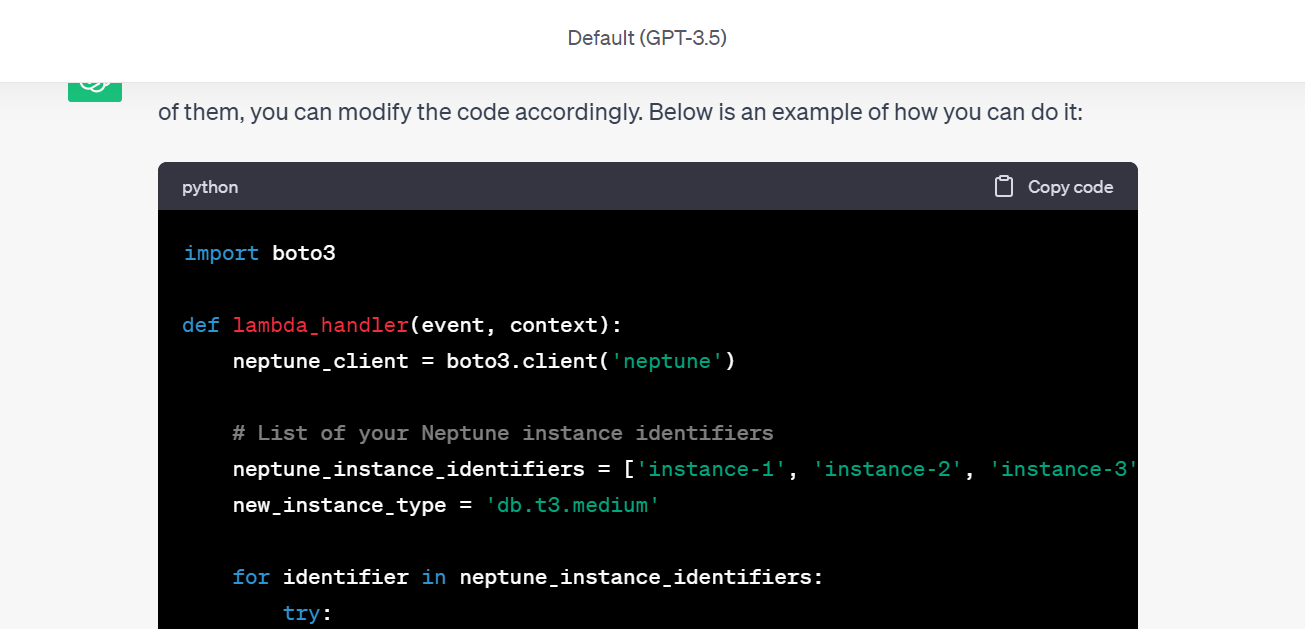 Default (GPT-3.5)
of them, you can modify the code accordingly. Below is an example of how you can do it:
python
Copy code
import boto3
def lambda_handler(event, context):
    neptune_client = boto3.client('neptune')
    # List of your Neptune instance identifiers
    neptune_instance_identifiers = ['instance-1', 'instance-2', 'instance-3'
    new_instance_type = 'db.t3.medium'
    for identifier in neptune_instance_identifiers:
        try: